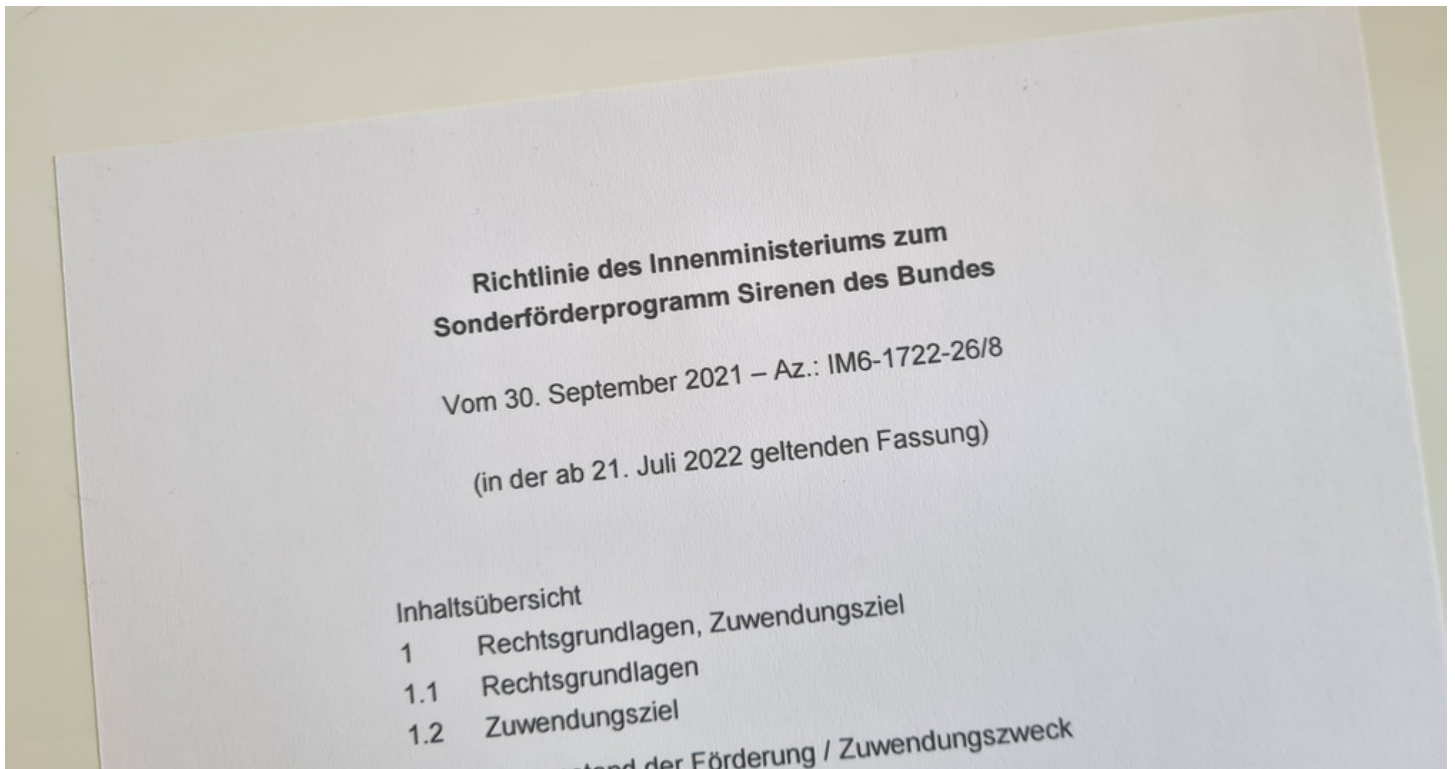 Richtlinie des Innenministeriums zum
Sonderförderprogramm Sirenen des Bundes
Vom 30. September 2021 – Az.: IM6-1722-26/8
(in der ab 21. Juli 2022 geltenden Fassung)
Inhaltsübersicht
1 Rechtsgrundlagen, Zuwendungsziel
1.1 Rechtsgrundlagen
1.2 Zuwendungsziel
der Förderung / Zuwendungszweck